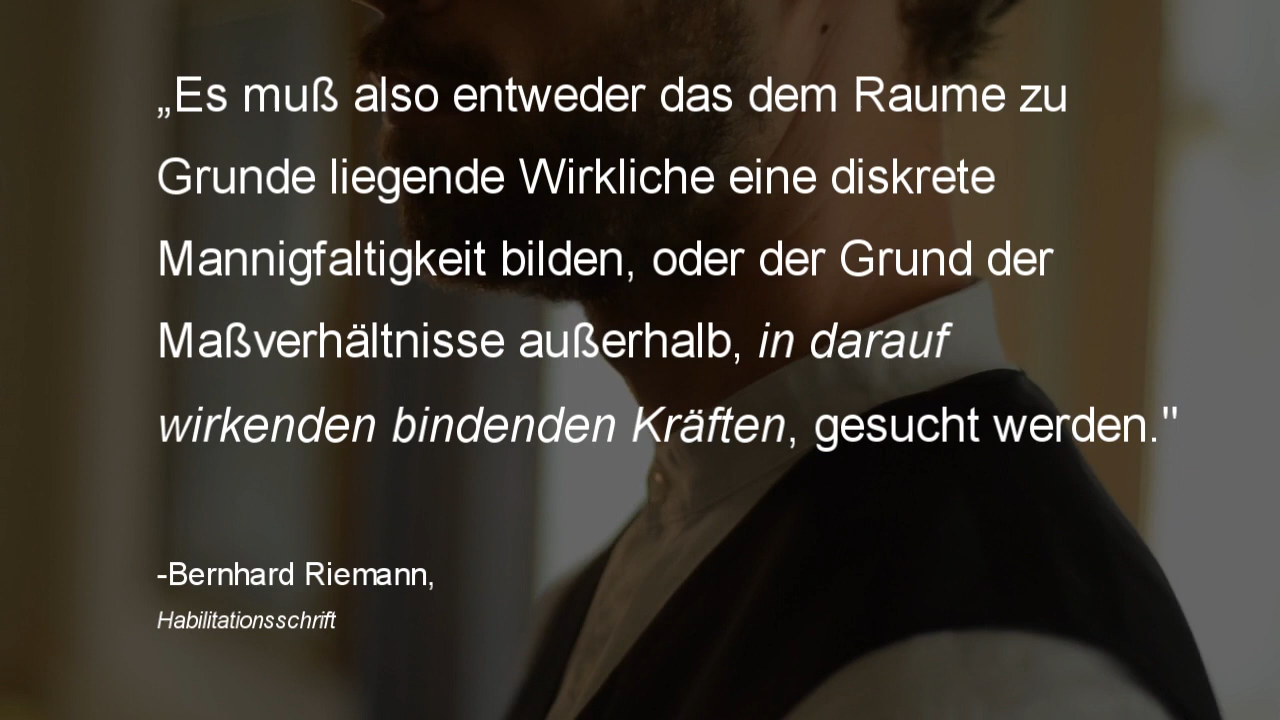 „Es muß also entweder das dem Raume zu
Grunde liegende Wirkliche eine diskrete
Mannigfaltigkeit bilden, oder der Grund der
Maßverhältnisse außerhalb, in darauf
wirkenden bindenden Kräften, gesucht werden."
-Bernhard Riemann,
Habilitationsschrift